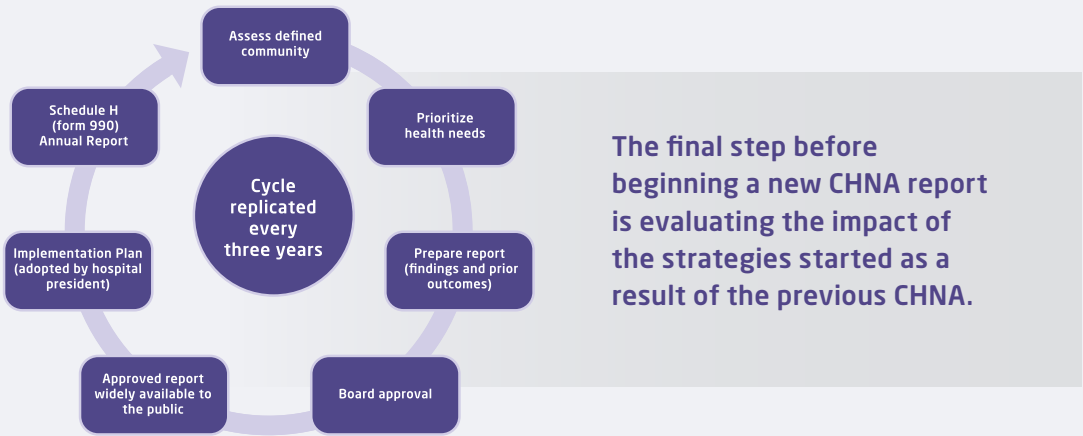 Assess defined
community
Prioritize
health needs
Prepare report
(findings and prior
outcomes)
Board approval
Approved report
widely available to
the public
Implementation Plan
(adopted by hospital
president)
Schedule H
(form 990)
Annual Report
Cycle
replicated
every
three years
The final step before
beginning a new CHNA report
is evaluating the impact of
the strategies started as a
result of the previous CHNA.